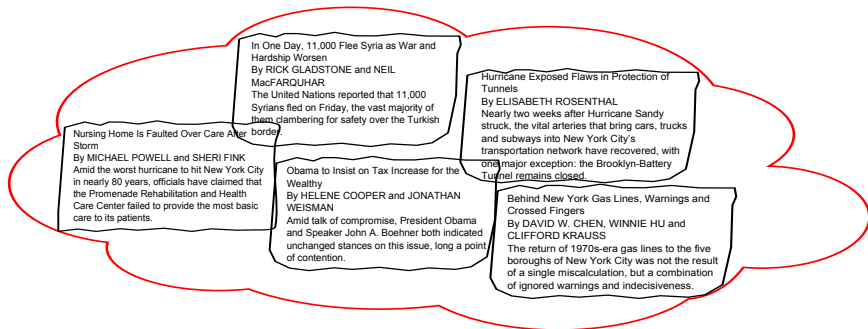 In One Day, 11,000 Flee Syria as War and
Hardship Worsen
By RICK GLADSTONE and NEIL
MacFARQUHAR
The United Nations reported that 11,000
Syrians fled on Friday, the vast majority of
them clambering for safety over the Turkish
border.
Hurricane Exposed Flaws in Protection of
Tunnels
By ELISABETH ROSENTHAL
Nearly two weeks after Hurricane Sandy
struck, the vital arteries that bring cars, trucks
and subways into New York City's
transportation network have recovered, with
one major exception: the Brooklyn-Battery
Tunnel remains closed.
Nursing Home Is Faulted Over Care After
Storm
By MICHAEL POWELL and SHERI FINK
Amid the worst hurricane to hit New York City
in nearly 80 years, officials have claimed that
the Promenade Rehabilitation and Health
Care Center failed to provide the most basic
care to its patients.
Obama to Insist on Tax Increase for the
Wealthy
By HELENE COOPER and JONATHAN
WEISMAN
Amid talk of compromise, President Obama
and Speaker John A. Boehner both indicated
unchanged stances on this issue, long a point
of contention.
Behind New York Gas Lines, Warnings and
Crossed Fingers
By DAVID W. CHEN, WINNIE HU and
CLIFFORD KRAUSS
The return of 1970s-era gas lines to the five
boroughs of New York City was not the result
of a single miscalculation, but a combination
of ignored warnings and indecisiveness.